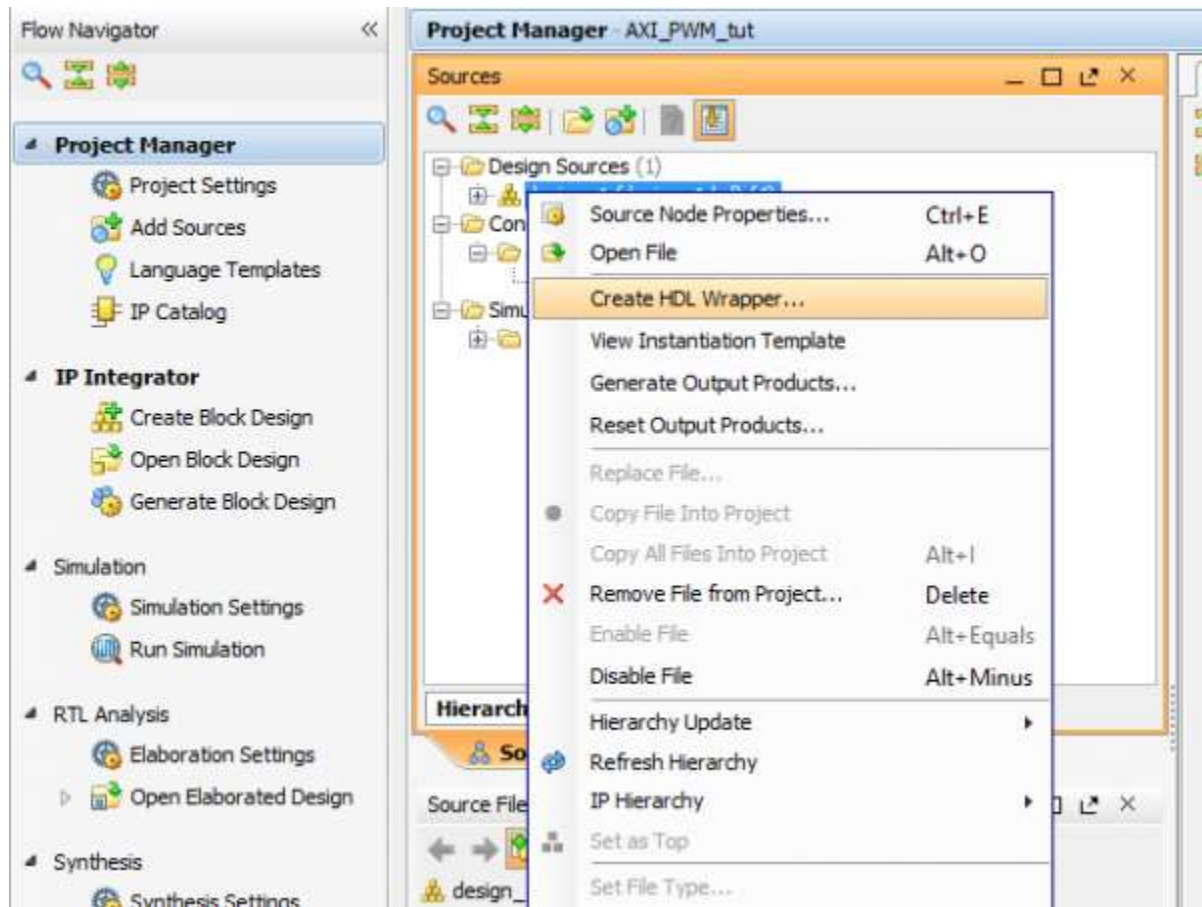 Flow Navigator
Project Manager
Project Settings
Add Sources
Language Templates
IP Catalog
IP Integrator
Create Block Design
Open Block Design
Generate Block Design
Simulation
Simulation Settings
Run Simulation
RTL Analysis
Elaboration Settings
Open Elaborated Design
Synthesis
Synthesis Settings
Project Manager - AXI_PWM_tut
Sources
Design Sources (1)
Con
Simu
Hierarch
So
Source File
design_
Source Node Properties... Ctrl+E
Open File Alt+O
Create HDL Wrapper...
View Instantiation Template
Generate Output Products...
Reset Output Products...
Replace File...
Copy File Into Project
Copy All Files Into Project Alt+I
Remove File from Project... Delete
Enable File Alt+Equals
Disable File Alt+Minus
Hierarchy Update
Refresh Hierarchy
IP Hierarchy
Set as Top
Set File Type...